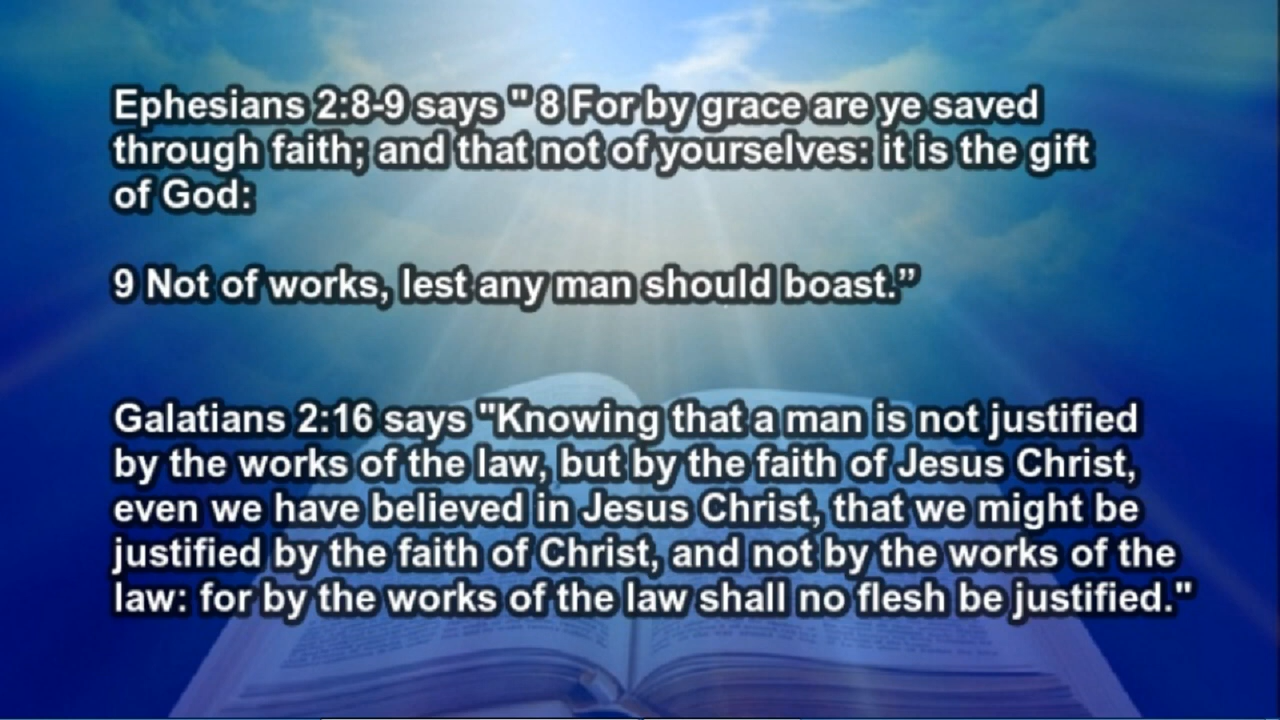 Ephesians 2:8-9 says " 8 For by grace are ye saved
through faith; and that not of yourselves: it is the gift
of God:
9 Not of works, lest any man should boast.”
Galatians 2:16 says "Knowing that a man is not justified
by the works of the law, but by the faith of Jesus Christ,
even we have believed in Jesus Christ, that we might be
justified by the faith of Christ, and not by the works of the
law: for by the works of the law shall no flesh be justified."